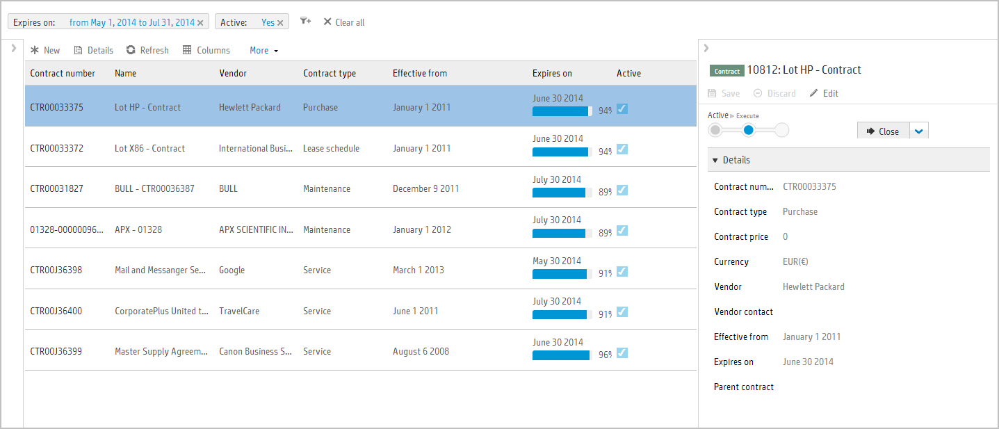 Expires on: from May 1, 2014 to Jul 31, 2014 Active: Yes Clear all
New Details Refresh Columns More
Contract number Name Vendor Contract type Effective from Expires on Active
CTR00033375 Lot HP - Contract Hewlett Packard Purchase January 1 2011 June 30 2014 94%
CTR00033372 Lot X86 - Contract International Busi... Lease schedule January 1 2011 June 30 2014 94%
CTR00031827 BULL - CTR00036387 BULL Maintenance December 9 2011 July 30 2014 89%
01328-00000096... APX - 01328 APX SCIENTIFIC IN... Maintenance January 1 2012 July 30 2014 89%
CTR00J36398 Mail and Messanger Se... Google Service March 1 2013 May 30 2014 91%
CTR00J36400 CorporatePlus United t... TravelCare Service June 1 2011 July 30 2014 91%
CTR00J36399 Master Supply Agreem... Canon Business S... Service August 6 2008 June 30 2014 96%
Contract 10812: Lot HP - Contract
Save Discard Edit
Active Execute
Close
Details
Contract num... CTR00033375
Contract type Purchase
Contract price 0
Currency EUR(€)
Vendor Hewlett Packard
Vendor contact
Effective from January 1 2011
Expires on June 30 2014
Parent contract